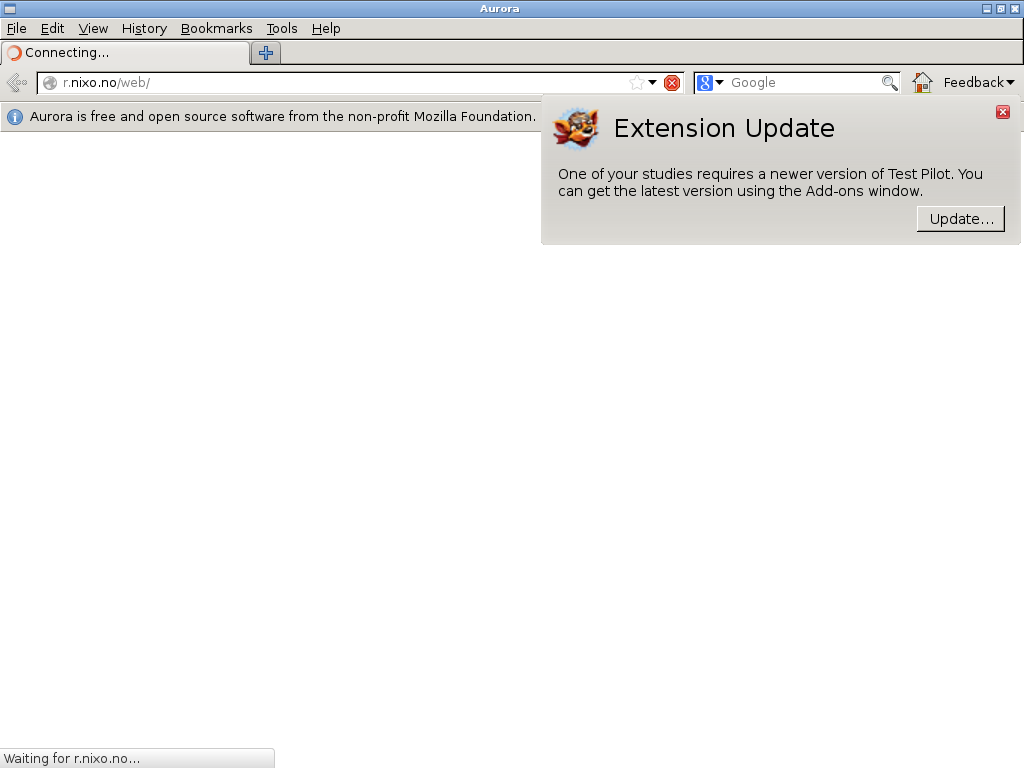 Aurora
File Edit View History Bookmarks Tools Help
Connecting...
r.nixo.no/web/
8
Google
Feedback
Aurora is free and open source software from the non-profit Mozilla Foundation.
Extension Update
One of your studies requires a newer version of Test Pilot. You
can get the latest version using the Add-ons window.
Update...
Waiting for r.nixo.no...